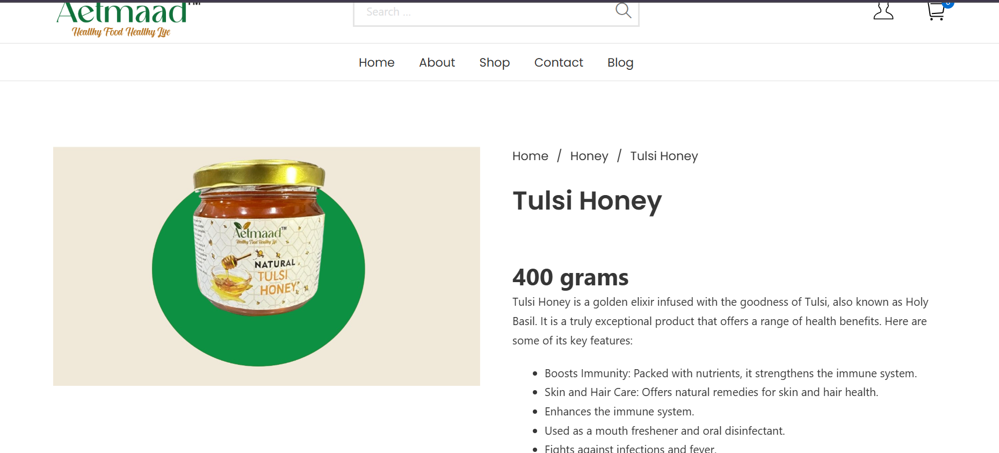 Aetmaad™
Healthy Food Healthy Life
Search ...
0
Home About Shop Contact Blog
Home / Honey / Tulsi Honey
Tulsi Honey
Aetmaad™
Healthy Food Healthy Life
NATURAL
TULSI
HONEY
400 grams
Tulsi Honey is a golden elixir infused with the goodness of Tulsi, also known as Holy
Basil. It is a truly exceptional product that offers a range of health benefits. Here are
some of its key features:
• Boosts Immunity: Packed with nutrients, it strengthens the immune system.
• Skin and Hair Care: Offers natural remedies for skin and hair health.
• Enhances the immune system.
• Used as a mouth freshener and oral disinfectant.
• Fights against infections and fever.